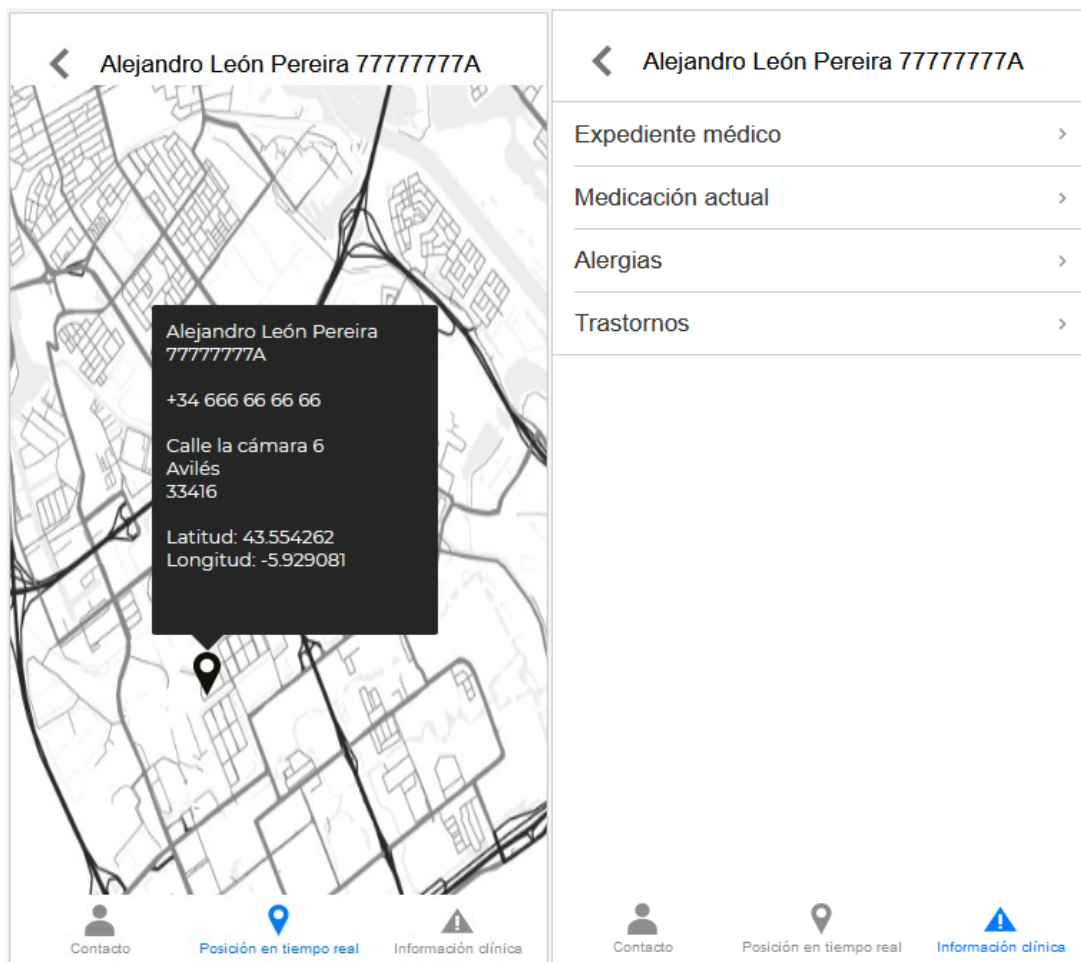 Alejandro León Pereira 77777777A
Alejandro León Pereira
77777777A
+34 666 66 66 66
Calle la cámara 6
Avilés
33416
Latitud: 43.554262
Longitud: -5.929081
Contacto
Posición en tiempo real
Información clínica
Alejandro León Pereira 77777777A
Expediente médico
Medicación actual
Alergias
Trastornos
Contacto
Posición en tiempo real
Información clínica